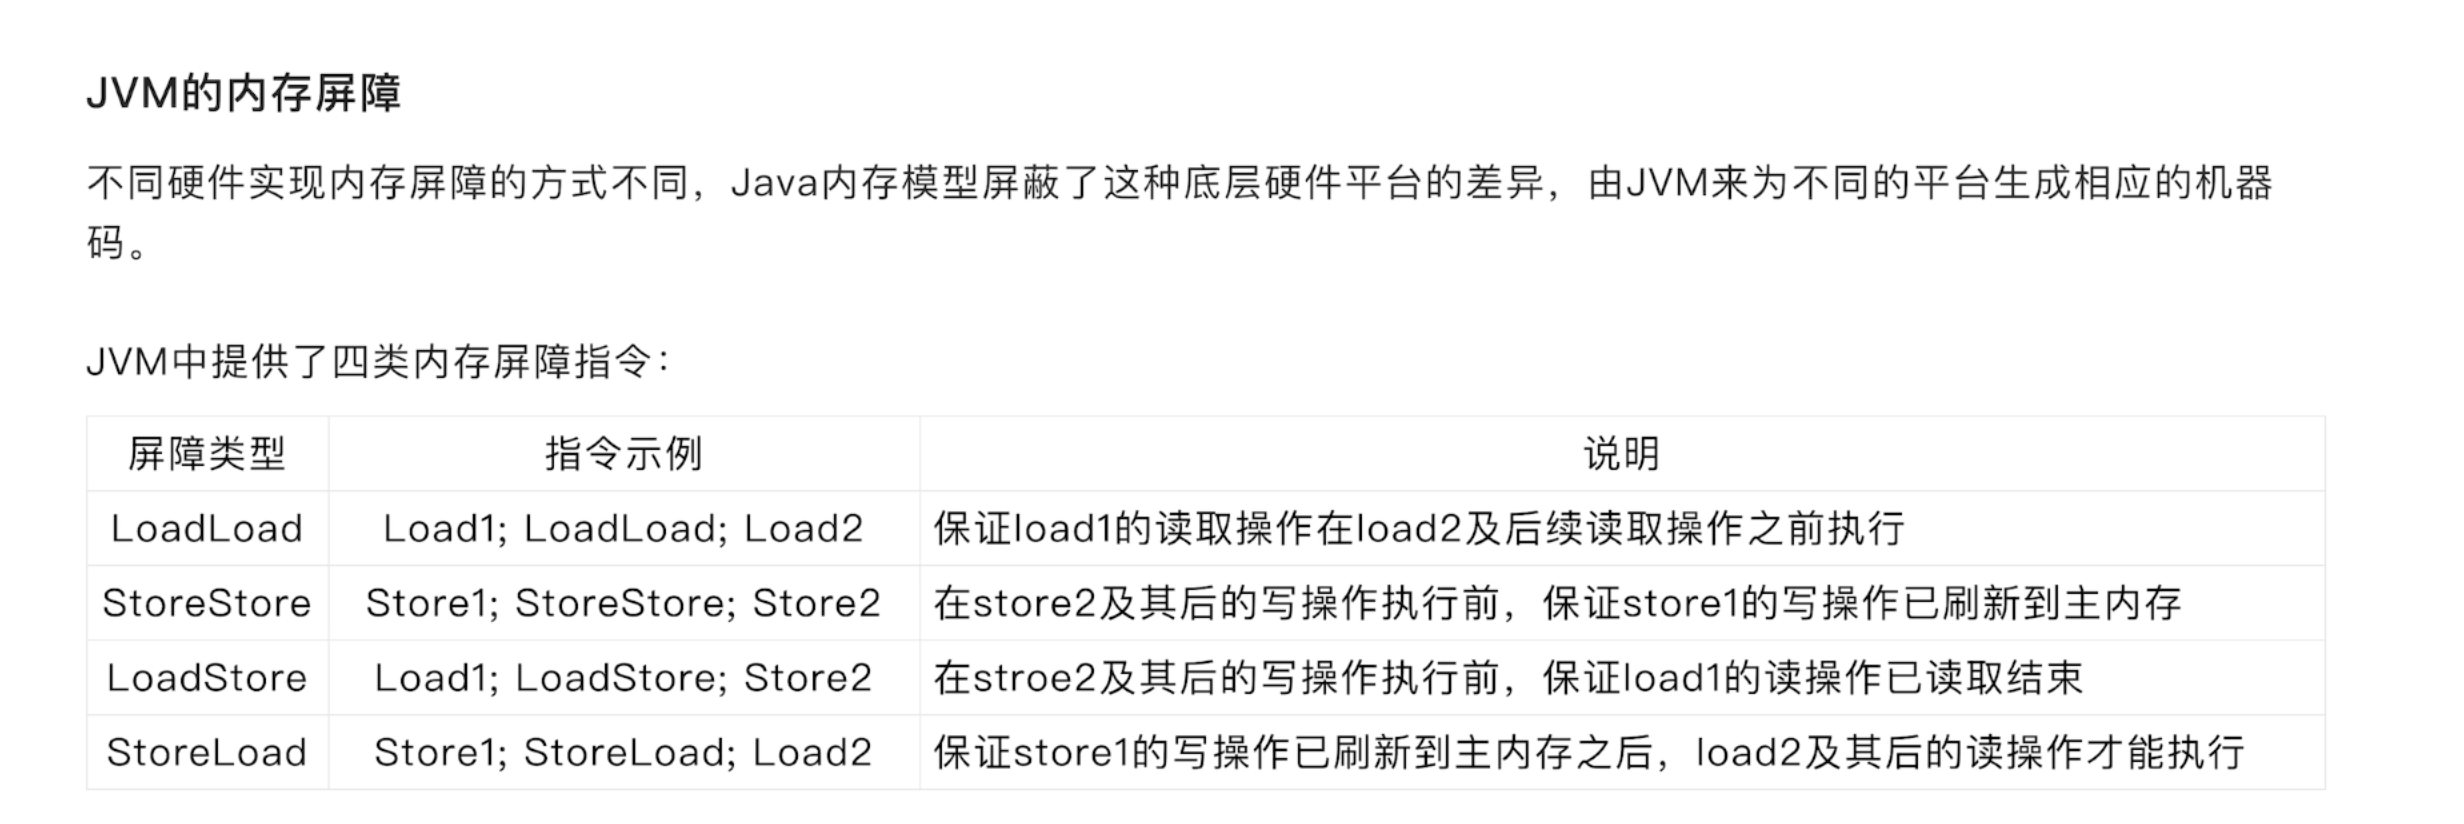 JVM的内存屏障
不同硬件实现内存屏障的方式不同，Java内存模型屏蔽了这种底层硬件平台的差异，由JVM来为不同的平台生成相应的机器
码。
JVM中提供了四类内存屏障指令：
屏障类型 指令示例 说明
LoadLoad Load1; LoadLoad; Load2 保证load1的读取操作在load2及后续读取操作之前执行
StoreStore Store1; StoreStore; Store2 在store2及其后的写操作执行前，保证store1的写操作已刷新到主内存
LoadStore Load1; LoadStore; Store2 在stroe2及其后的写操作执行前，保证load1的读操作已读取结束
StoreLoad Store1; StoreLoad; Load2 保证store1的写操作已刷新到主内存之后，load2及其后的读操作才能执行